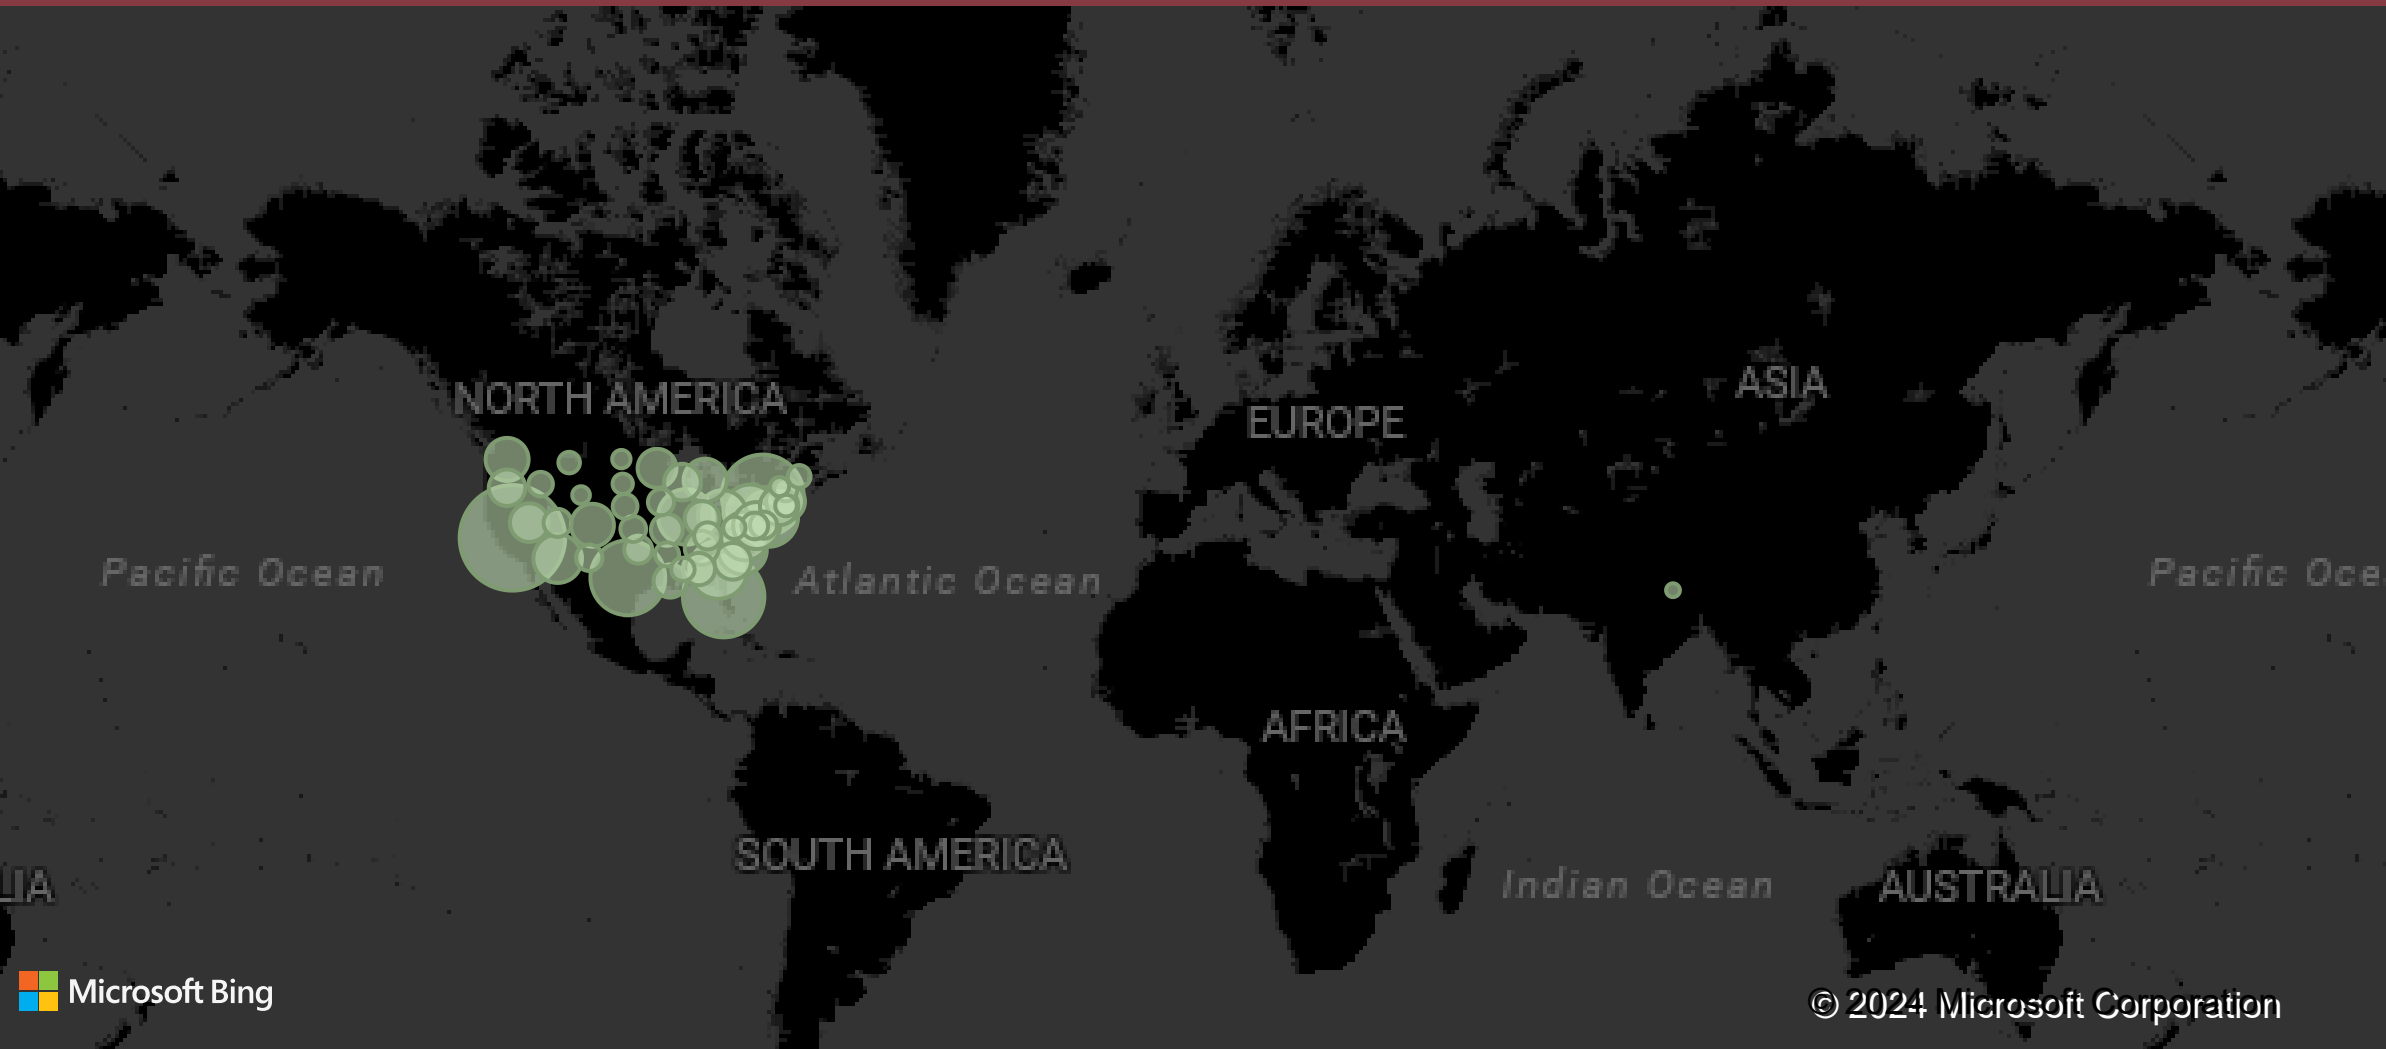 NORTH AMERICA
ASIA
EUROPE
Pacific Ocean
Atlantic Ocean
Pacific Oce
AFRICA
SOUTH AMERICA
Indian Ocean
AUSTRALIA
LIA
Microsoft Bing
© 2024 Microsoft Corporation